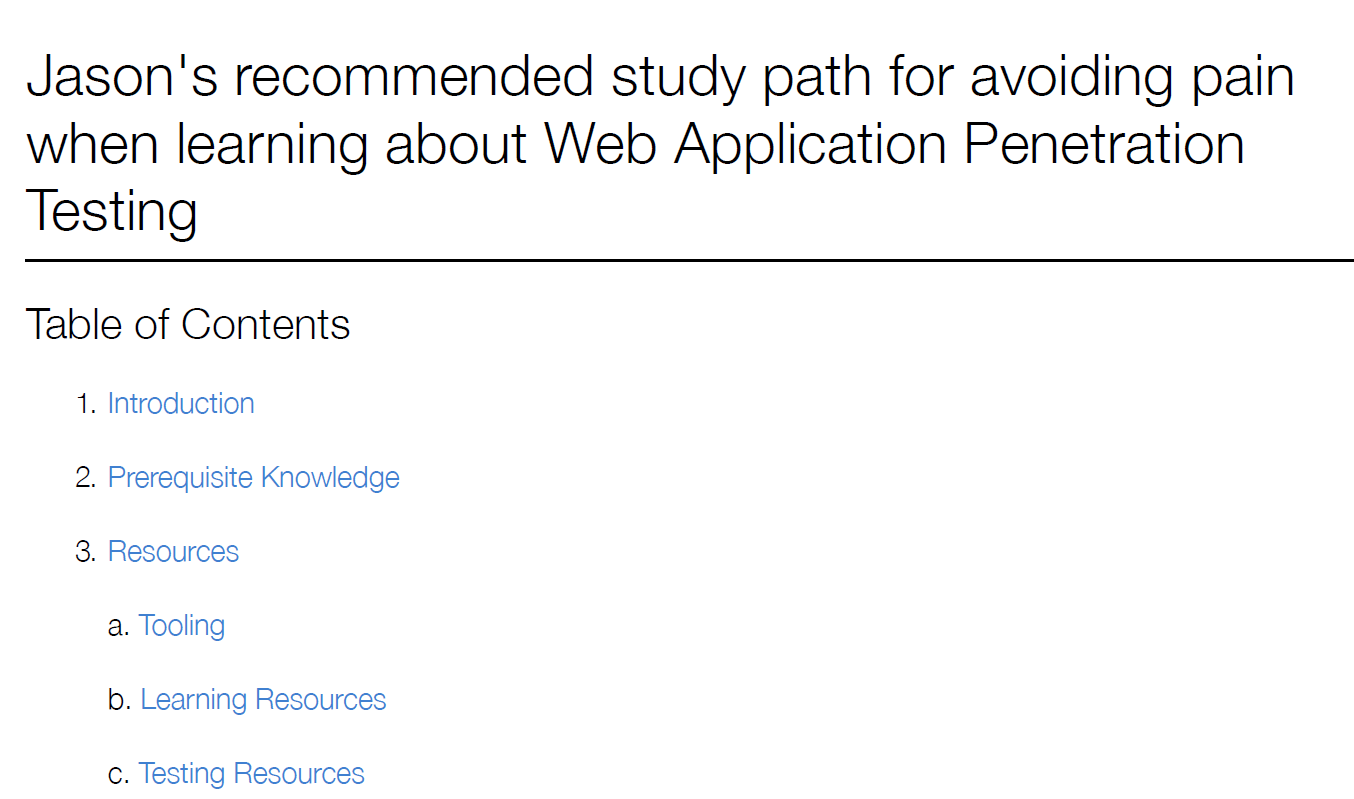 Jason's recommended study path for avoiding pain
when learning about Web Application Penetration
Testing
Table of Contents
1. Introduction
2. Prerequisite Knowledge
3. Resources
a. Tooling
b. Learning Resources
c. Testing Resources